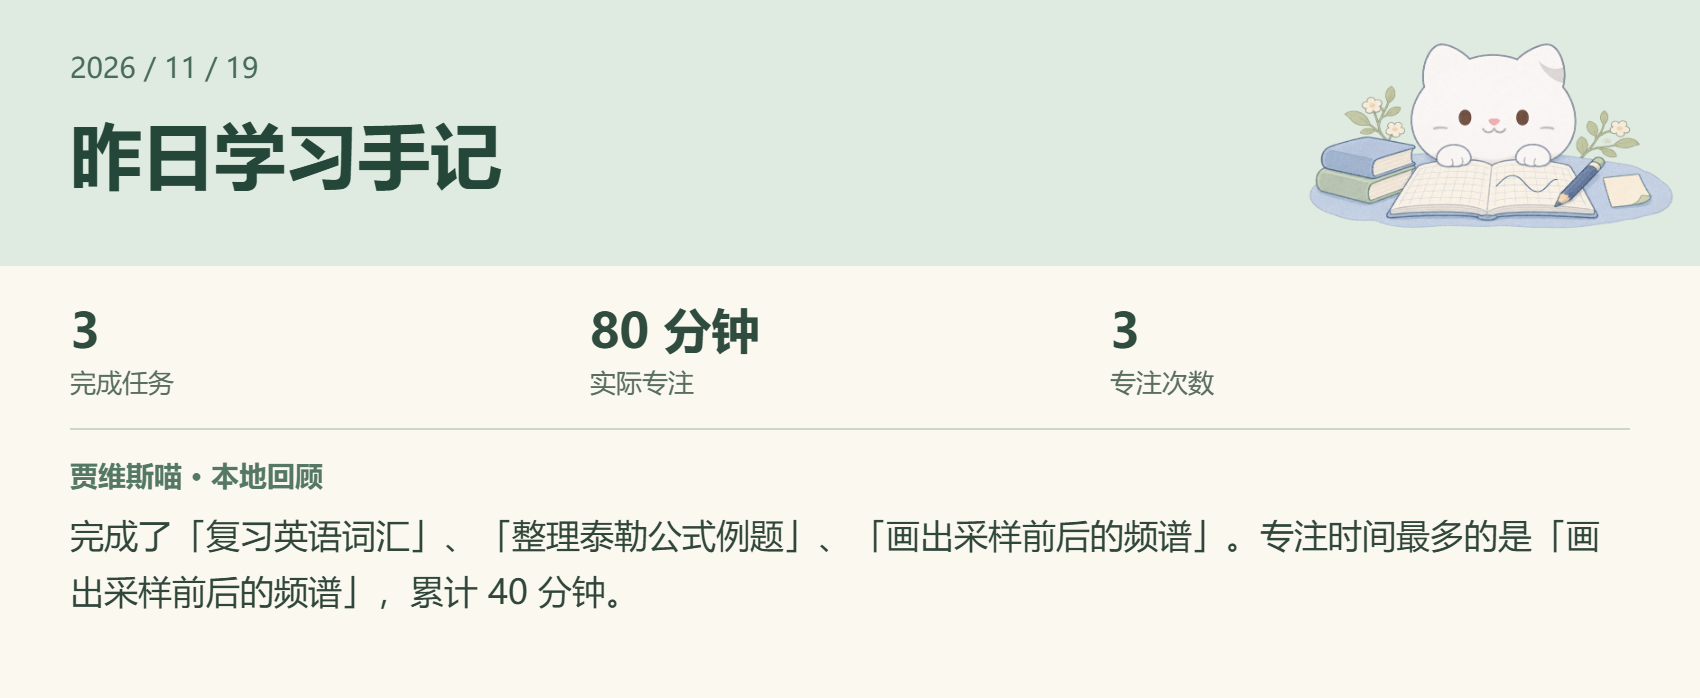 2026 / 11 / 19
昨日学习手记
3
完成任务
80 分钟
实际专注
3
专注次数
贾维斯喵 • 本地回顾
完成了「复习英语词汇」、「整理泰勒公式例题」、「画出采样前后的频谱」。专注时间最多的是「画
出采样前后的频谱」，累计 40 分钟。